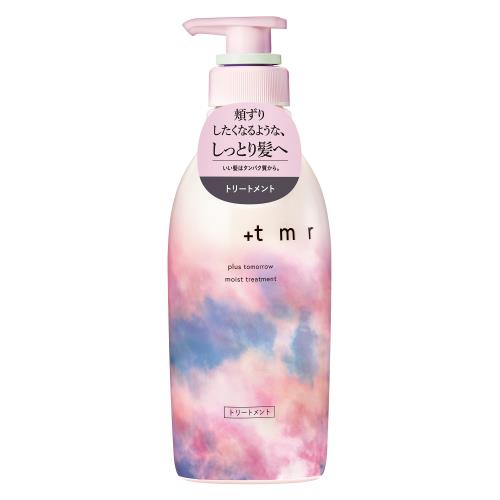 頬ずり
したくなるような、
しっとり髪へ
いい髪はタンパク質から。
トリートメント
+t m r
plus tomorrow
moist treatment
トリートメント